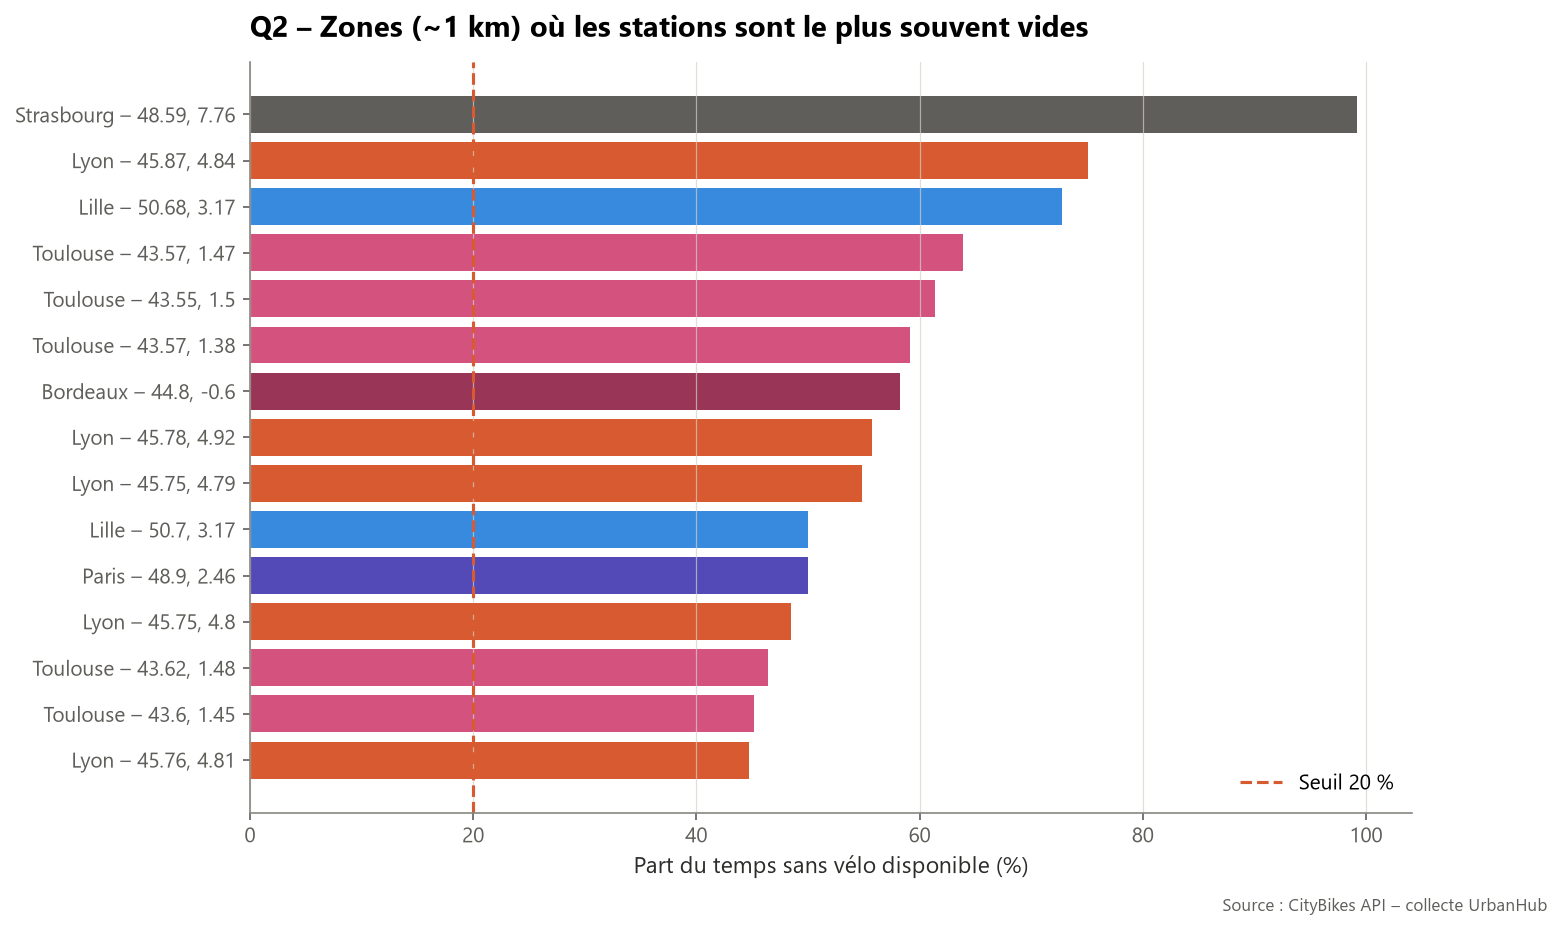 Q2 – Zones (~1 km) où les stations sont le plus souvent vides
Strasbourg – 48.59, 7.76
Lyon – 45.87, 4.84
Lille – 50.68, 3.17
Toulouse – 43.57, 1.47
Toulouse – 43.55, 1.5
Toulouse – 43.57, 1.38
Bordeaux – 44.8, -0.6
Lyon – 45.78, 4.92
Lyon – 45.75, 4.79
Lille – 50.7, 3.17
Paris – 48.9, 2.46
Lyon – 45.75, 4.8
Toulouse – 43.62, 1.48
Toulouse – 43.6, 1.45
Lyon – 45.76, 4.81
Seuil 20 %
0 20 40 60 80 100
Part du temps sans vélo disponible (%)
Source : CityBikes API – collecte UrbanHub